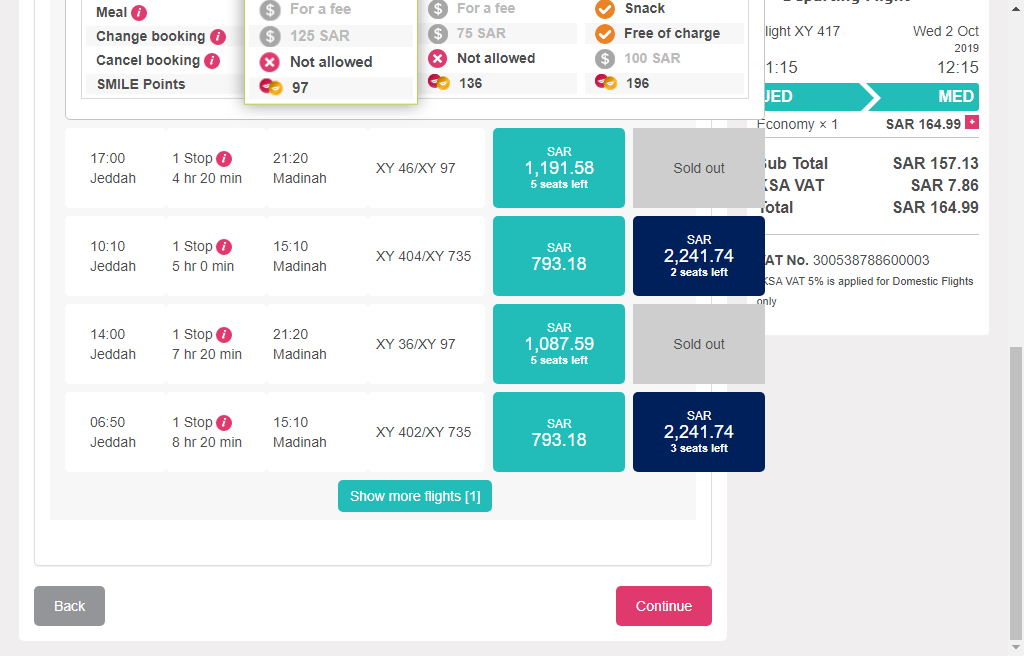 Meal
For a fee
For a fee
Snack
Change booking
125 SAR
75 SAR
Free of charge
Cancel booking
Not allowed
Not allowed
100 SAR
SMILE Points
97
136
196
17:00
Jeddah
1 Stop
4 hr 20 min
21:20
Madinah
XY 46/XY 97
SAR
1,191.58
5 seats left
Sold out
10:10
Jeddah
1 Stop
5 hr 0 min
15:10
Madinah
XY 404/XY 735
SAR
793.18
SAR
2,241.74
2 seats left
14:00
Jeddah
1 Stop
7 hr 20 min
21:20
Madinah
XY 36/XY 97
SAR
1,087.59
5 seats left
Sold out
06:50
Jeddah
1 Stop
8 hr 20 min
15:10
Madinah
XY 402/XY 735
SAR
793.18
SAR
2,241.74
3 seats left
Show more flights [1]
Back
Continue
light XY 417
Wed 2 Oct
2019
1:15
12:15
JED
MED
Economy × 1
SAR 164.99
Sub Total
SAR 157.13
KSA VAT
SAR 7.86
Total
SAR 164.99
VAT No. 300538788600003
KSA VAT 5% is applied for Domestic Flights
only